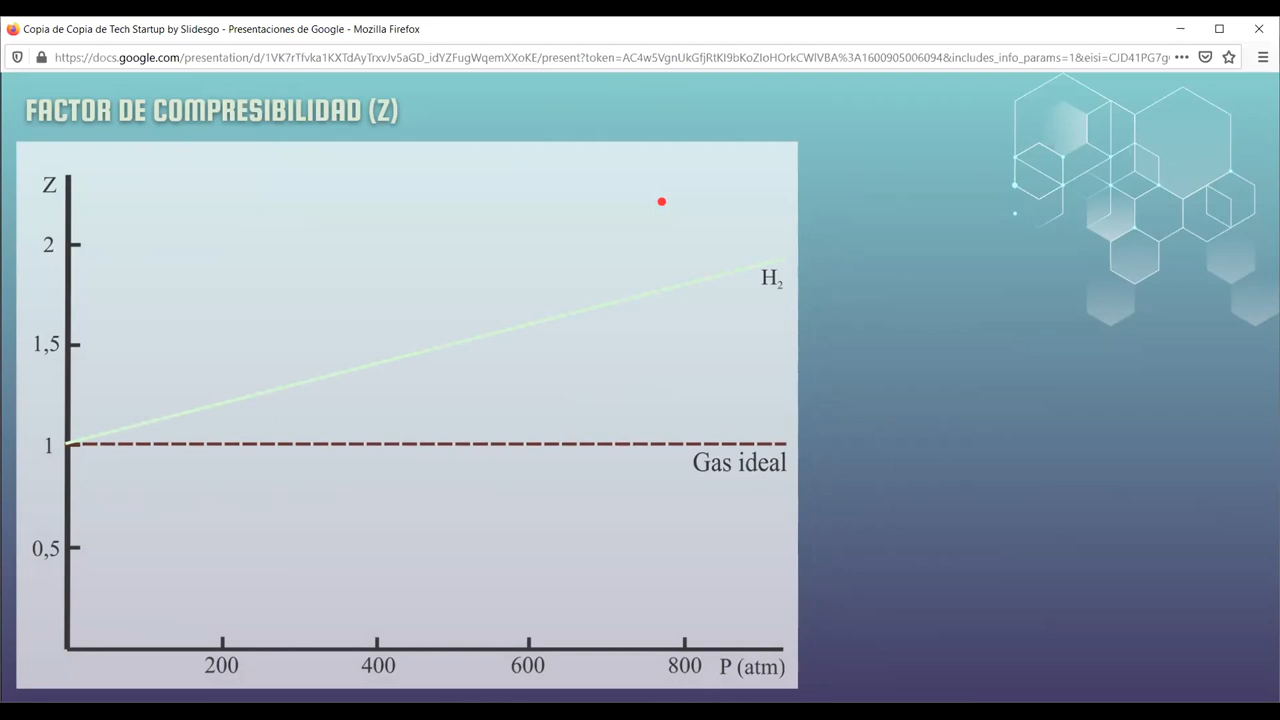 Copia de Copia de Tech Startup by Slidesgo - Presentaciones de Google - Mozilla Firefox
https://docs.google.com/presentation/d/1VK7rTfvka1KXTdAyTrxvJv5aGD_idYZFugWqemXXoKE/present?token=AC4w5VgnUkGfjRtKI9bKoZIoHOrkCWlVBA%3A1600905006094&includes_info_params=1&eisi=CJD41PG7g
FACTOR DE COMPRESIBILIDAD (Z)
Z
2
H₂
1,5
1
Gas ideal
0,5
200 400 600 800 P (atm)